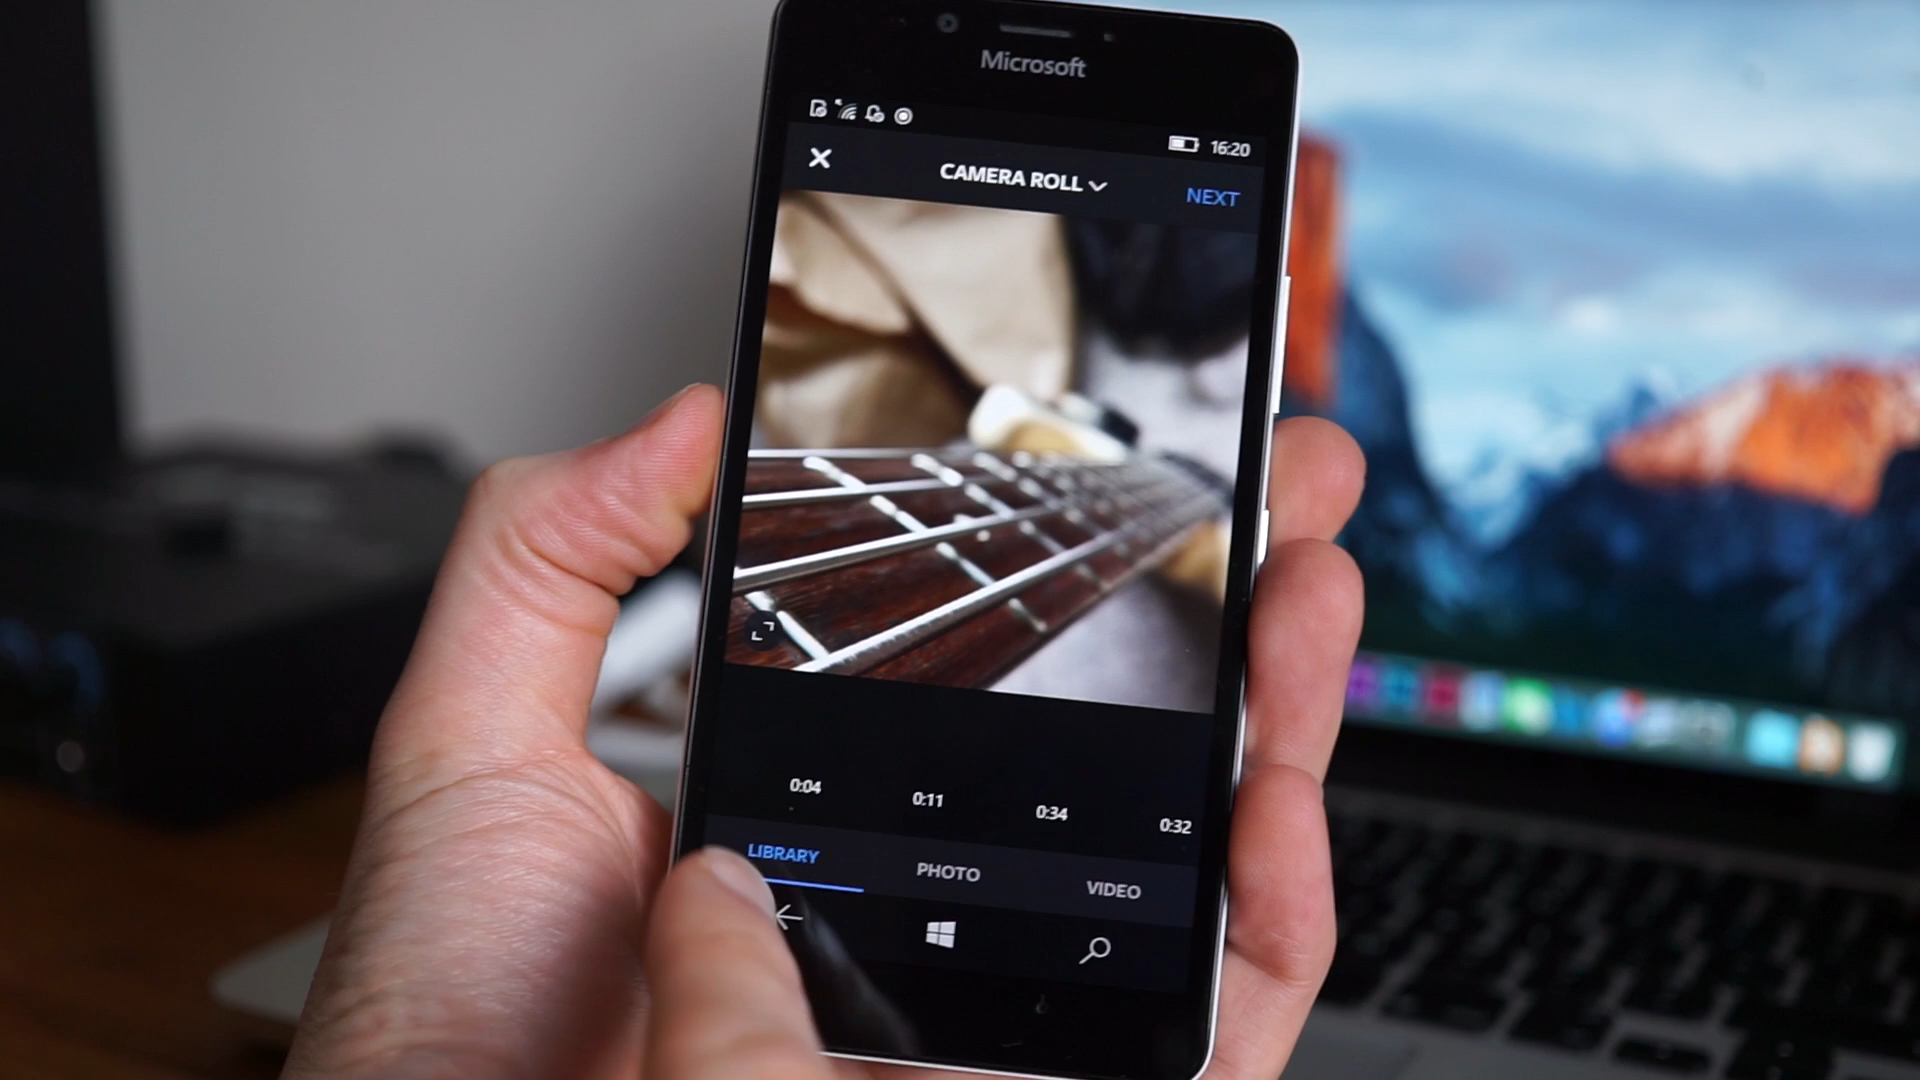 Microsoft
16:20
CAMERA ROLL
NEXT
0:04
0:11
0:34
0:32
LIBRARY
PHOTO
VIDEO